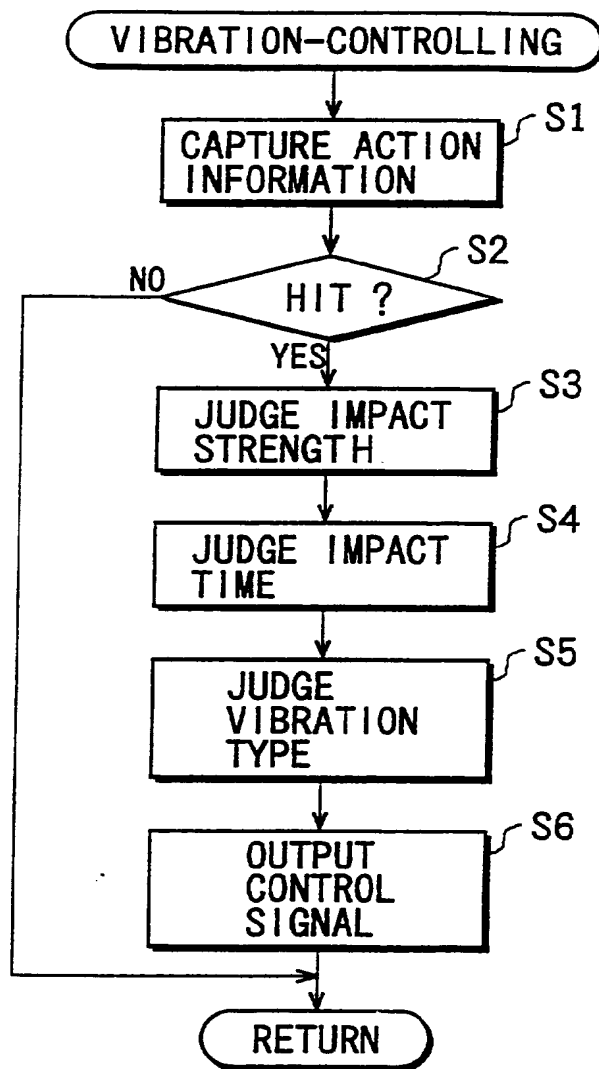 VIBRATION-CONTROLLING
S1
CAPTURE ACTION
INFORMATION
S2
NO
HIT ?
YES
S3
JUDGE IMPACT
STRENGTH
S4
JUDGE IMPACT
TIME
S5
JUDGE
VIBRATION
TYPE
S6
OUTPUT
CONTROL
SIGNAL
RETURN